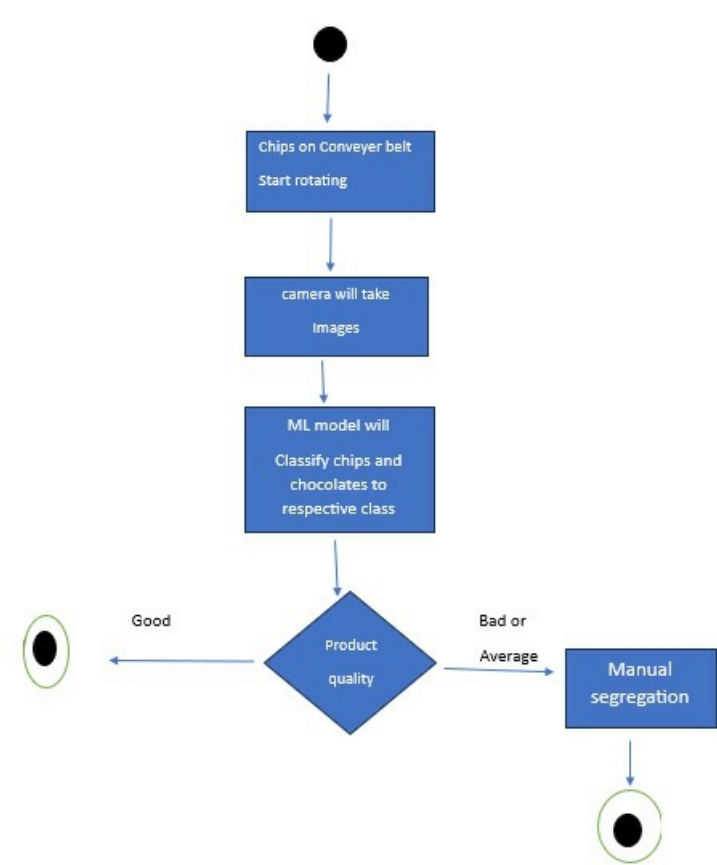 Chips on Conveyer belt
Start rotating
camera will take
Images
ML model will
Classify chips and
chocolates to
respective class
Good
Product
quality
Bad or
Average
Manual
segregation